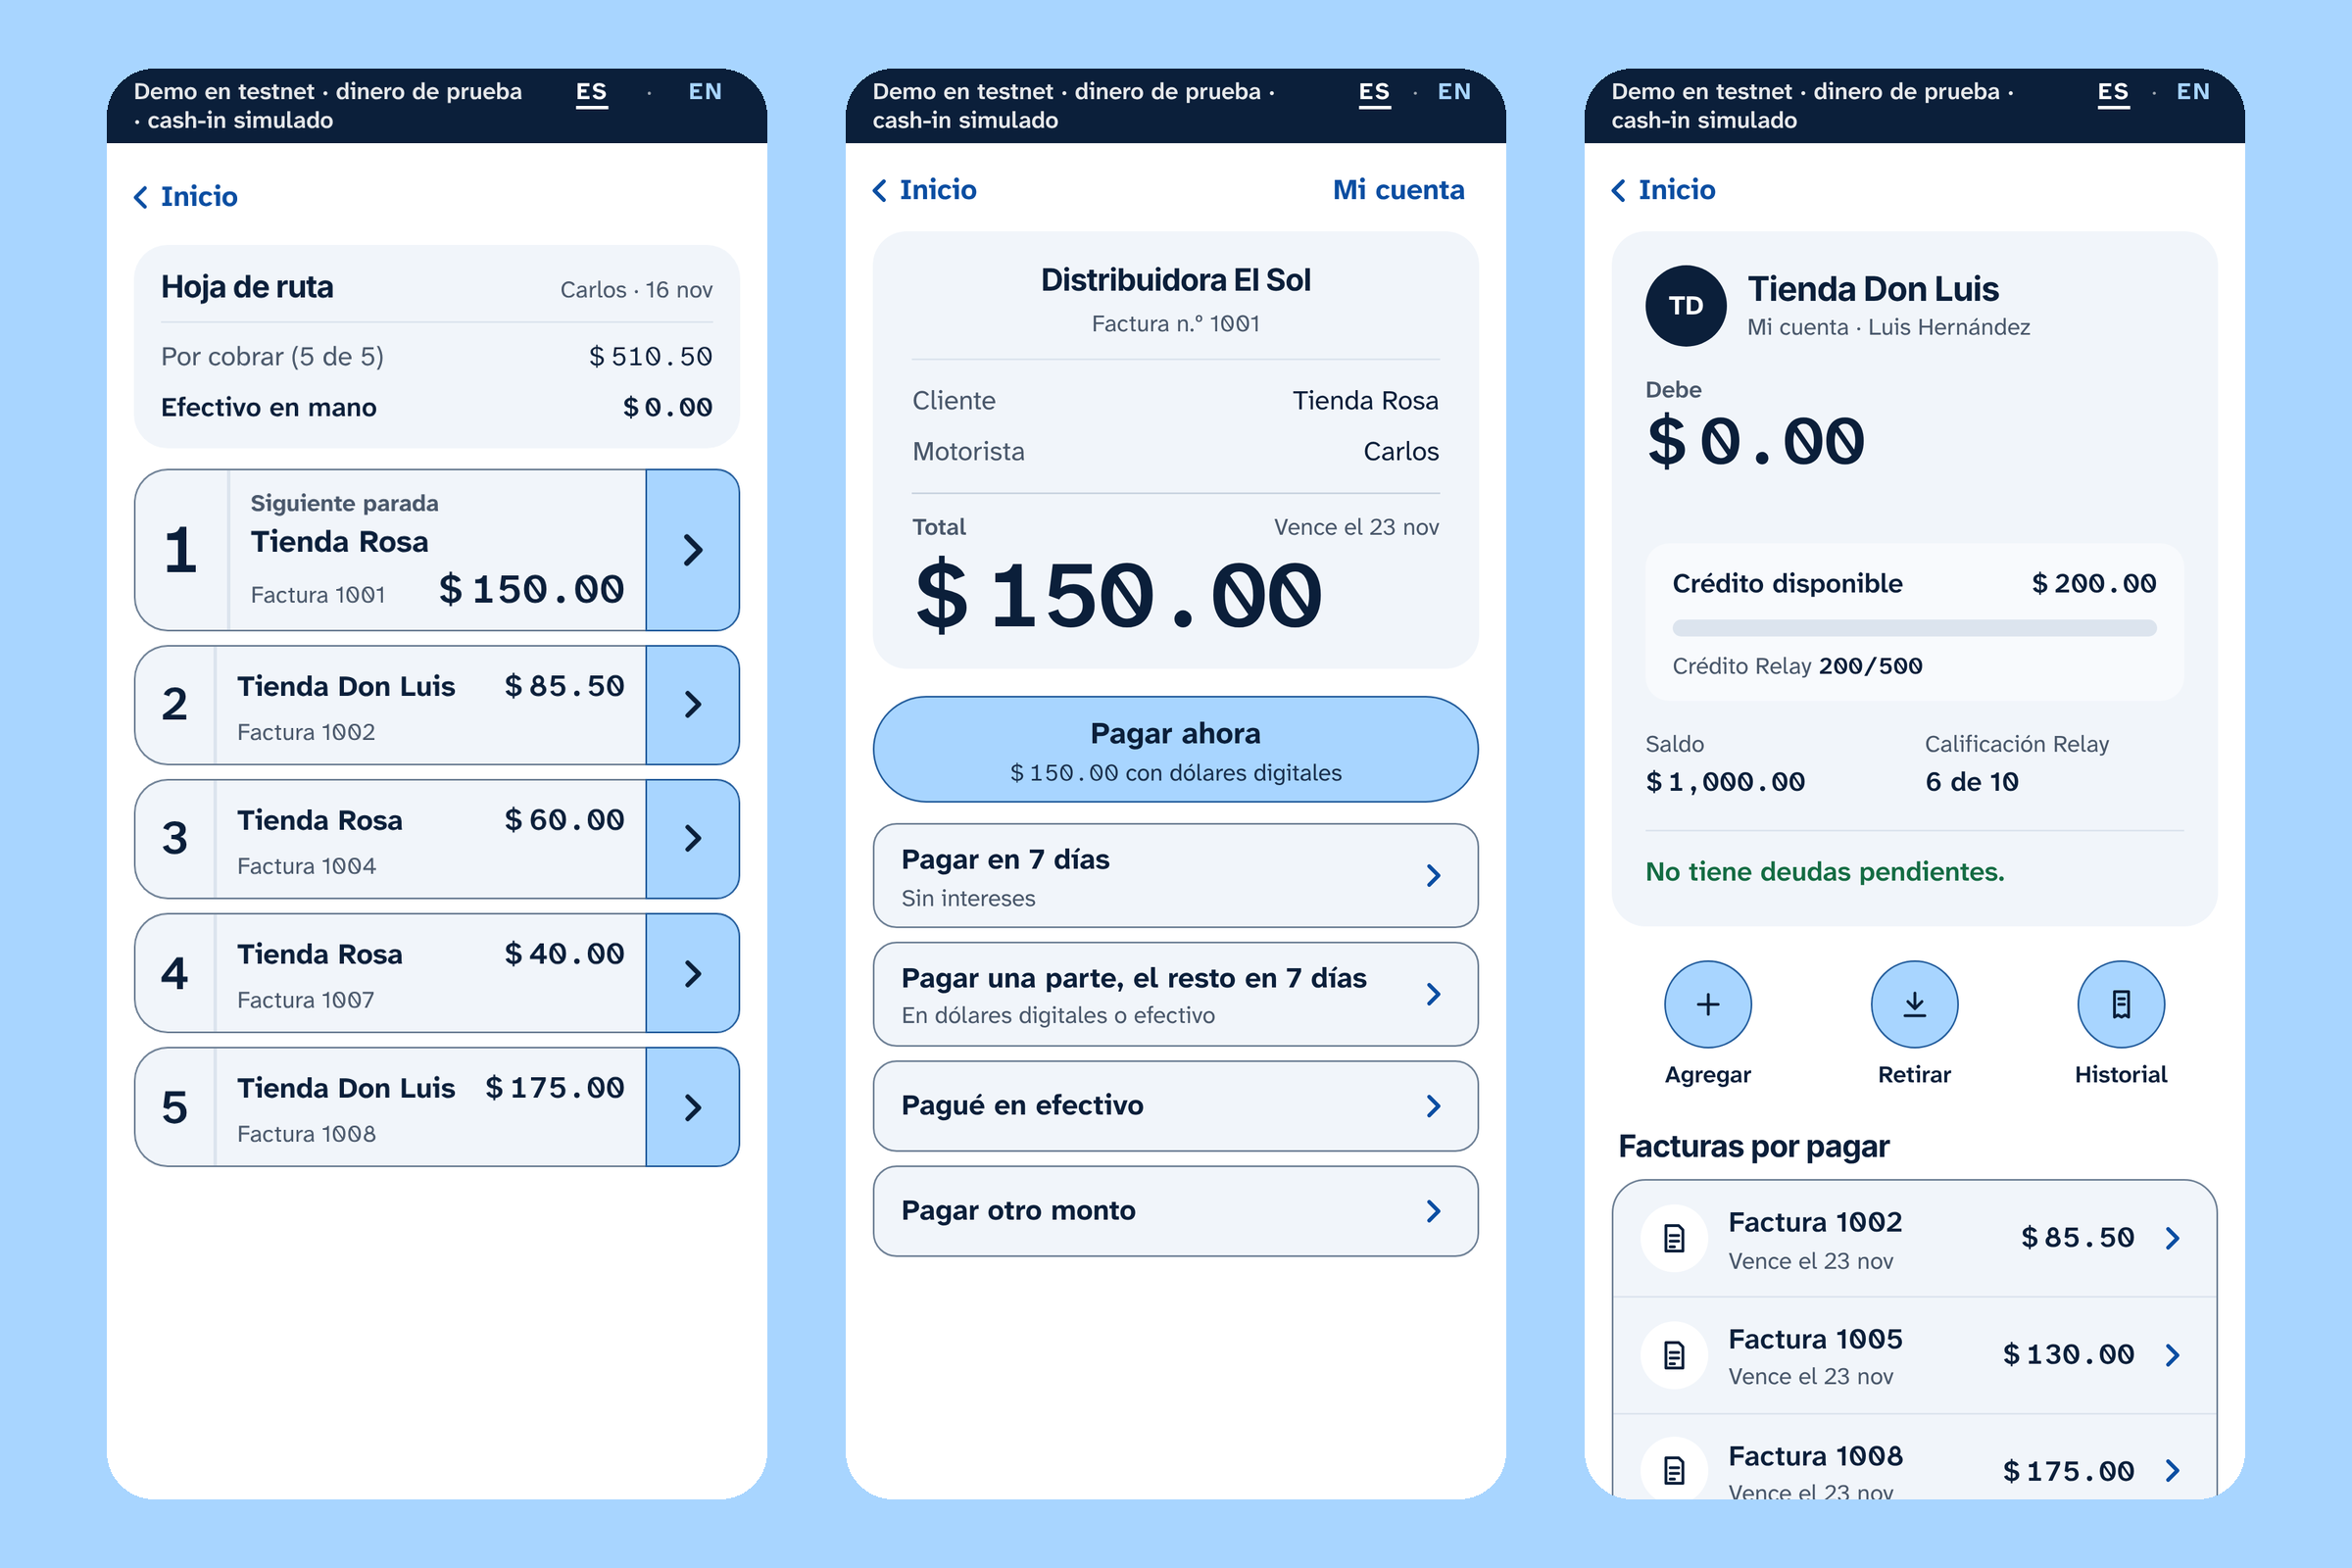 Demo en testnet · dinero de prueba
· cash-in simulado
ES · EN
Inicio
Hoja de ruta
Carlos · 16 nov
Por cobrar (5 de 5)
$510.50
Efectivo en mano
$0.00
1
Siguiente parada
Tienda Rosa
Factura 1001
$150.00
2
Tienda Don Luis
$85.50
Factura 1002
3
Tienda Rosa
$60.00
Factura 1004
4
Tienda Rosa
$40.00
Factura 1007
5
Tienda Don Luis
$175.00
Factura 1008
Demo en testnet · dinero de prueba ·
cash-in simulado
ES · EN
Inicio
Mi cuenta
Distribuidora El Sol
Factura n.º 1001
Cliente
Tienda Rosa
Motorista
Carlos
Total
Vence el 23 nov
$150.00
Pagar ahora
$150.00 con dólares digitales
Pagar en 7 días
Sin intereses
Pagar una parte, el resto en 7 días
En dólares digitales o efectivo
Pagué en efectivo
Pagar otro monto
Demo en testnet · dinero de prueba ·
cash-in simulado
ES · EN
Inicio
TD
Tienda Don Luis
Mi cuenta · Luis Hernández
Debe
$0.00
Crédito disponible
$200.00
Crédito Relay 200/500
Saldo
$1,000.00
Calificación Relay
6 de 10
No tiene deudas pendientes.
Agregar
Retirar
Historial
Facturas por pagar
Factura 1002
Vence el 23 nov
$85.50
Factura 1005
Vence el 23 nov
$130.00
Factura 1008
Vence el 23 nov
$175.00